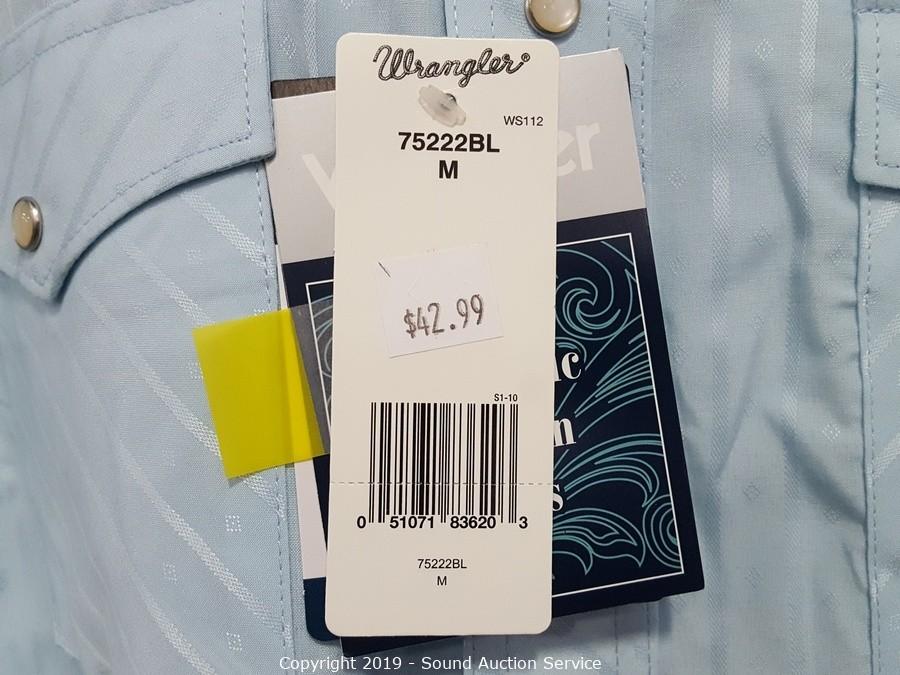 Wrangler®
WS112
75222BL
M
$42.99
S1-10
0 51071 83620 3
75222BL
M
Copyright 2019 - Sound Auction Service